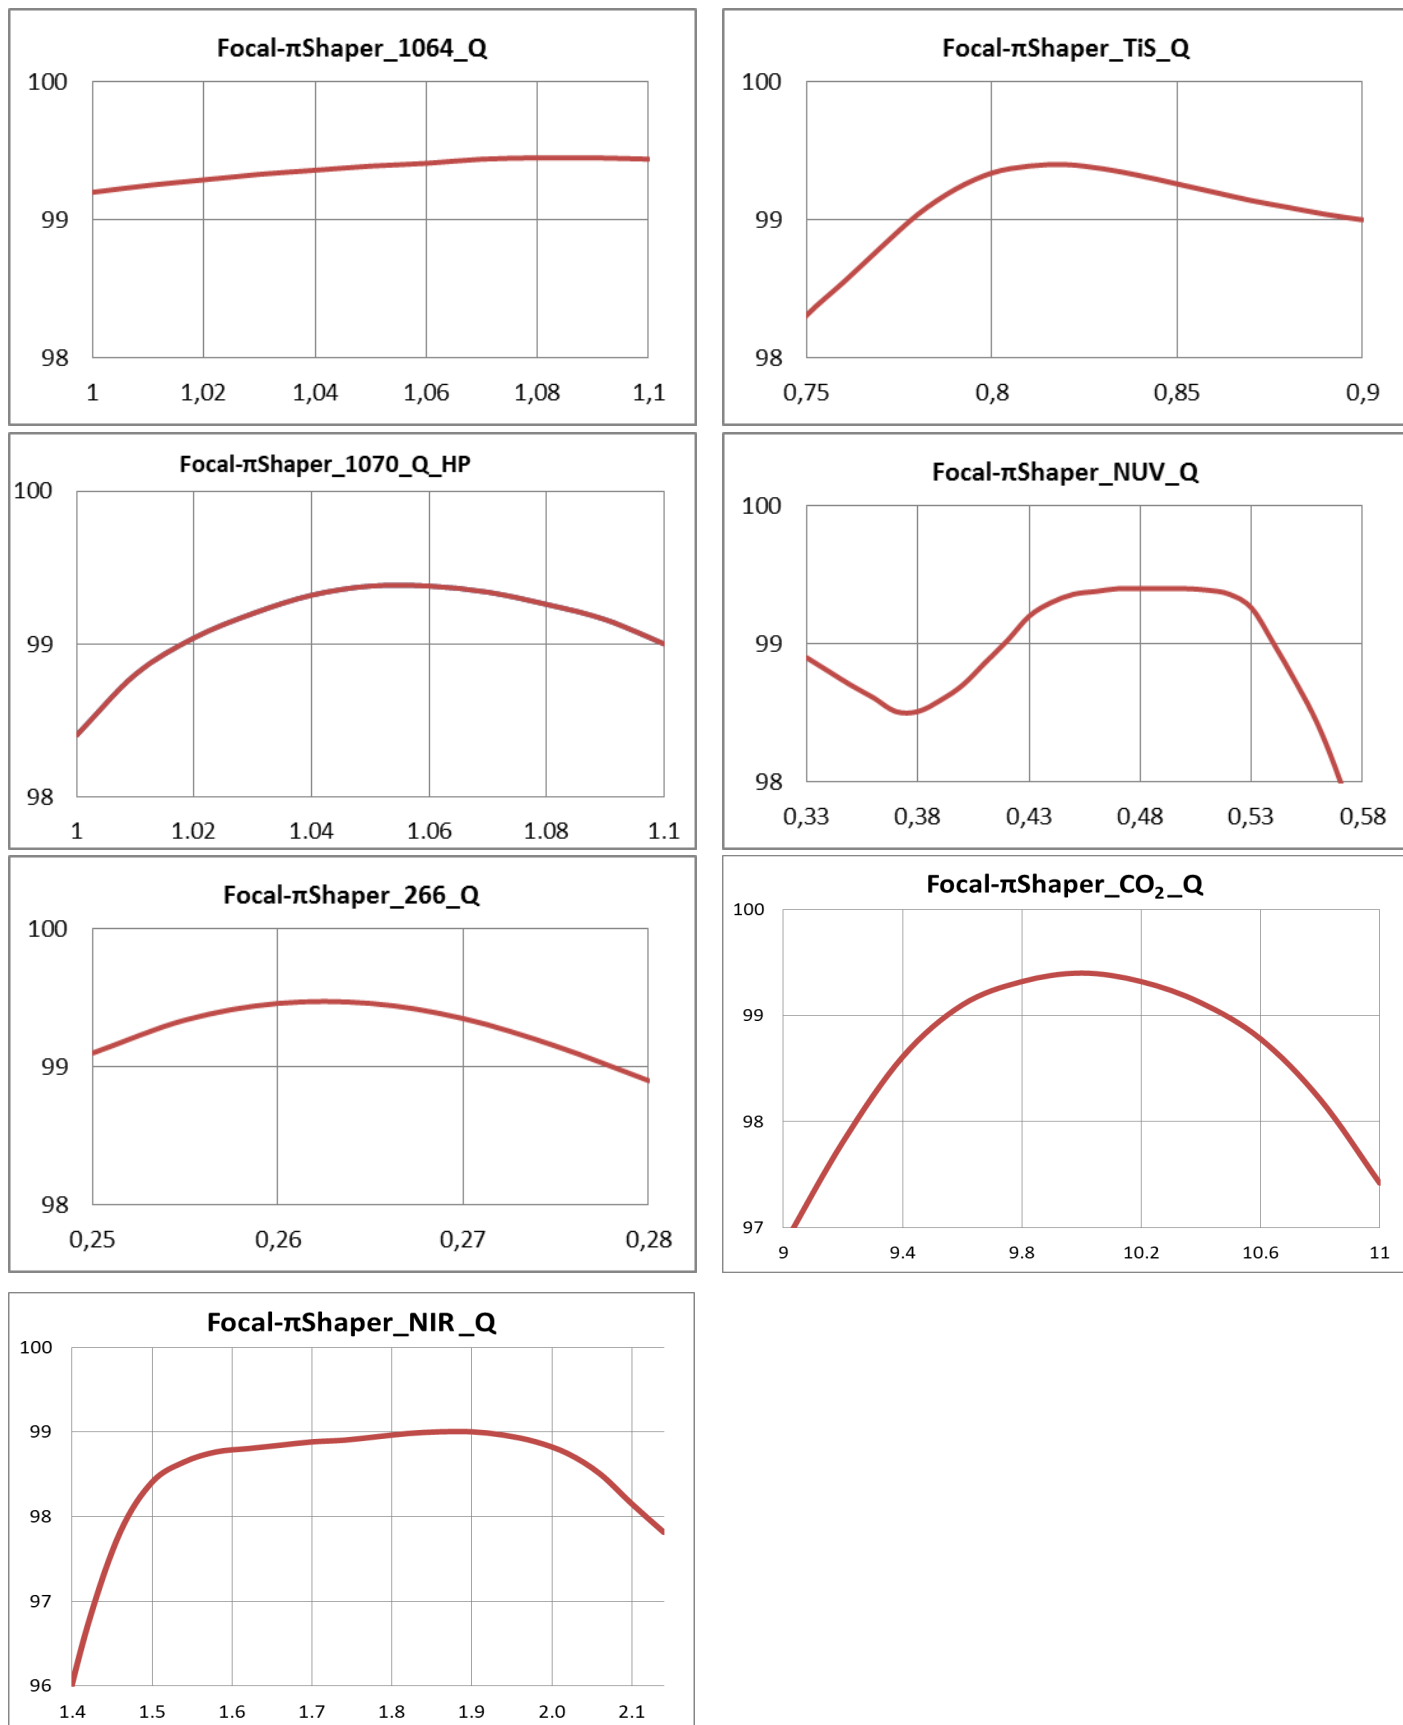 Focal-πShaper_1064_Q
100
99
98
1 1,02 1,04 1,06 1,08 1,1
Focal-πShaper_TiS_Q
100
99
98
0,75 0,8 0,85 0,9
Focal-πShaper_1070_Q_HP
100
99
98
1 1.02 1.04 1.06 1.08 1.1
Focal-πShaper_NUV_Q
100
99
98
0,33 0,38 0,43 0,48 0,53 0,58
Focal-πShaper_266_Q
100
99
98
0,25 0,26 0,27 0,28
Focal-πShaper_CO₂_Q
100
99
98
97
9 9.4 9.8 10.2 10.6 11
Focal-πShaper_NIR_Q
100
99
98
97
96
1.4 1.5 1.6 1.7 1.8 1.9 2.0 2.1